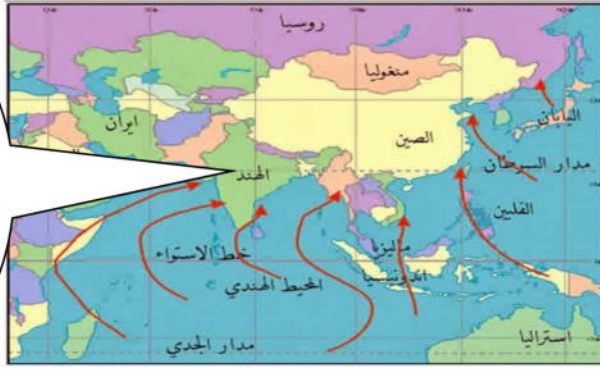 روسيا
منغوليا
اليابان
ايران
الصين
مدار السرطان
الهند
الفلبين
خط الاستواء
ماليزيا
المحيط الهندي
اندونيسيا
استراليا
مدار الجدي